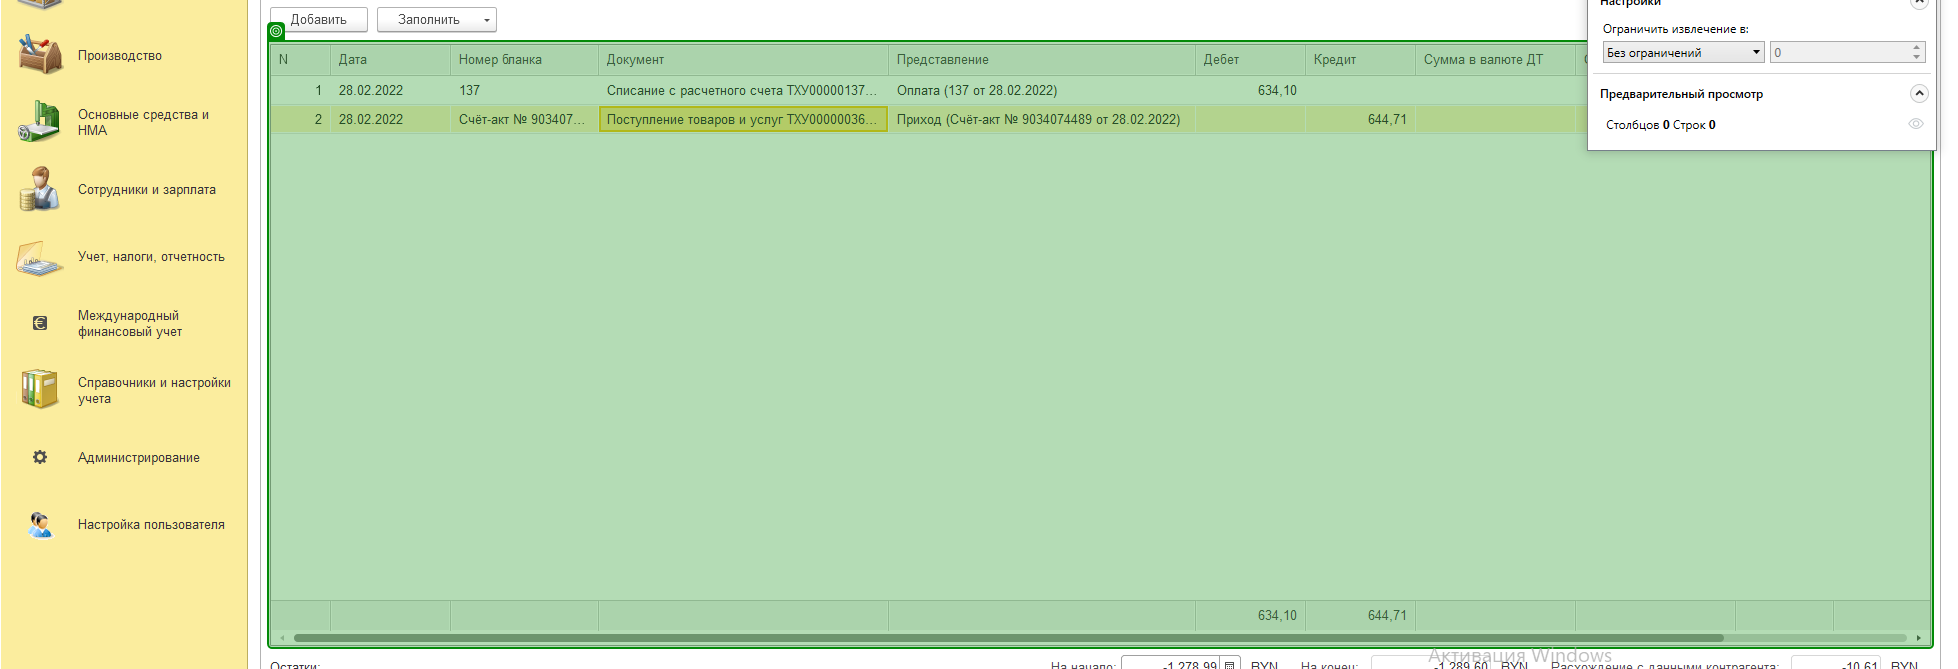 Добавить
Заполнить
Настройки
Ограничить извлечение в:
Без ограничений
0
Предварительный просмотр
Столбцов 0 Строк 0
Производство
Основные средства и
НМА
Сотрудники и зарплата
Учет, налоги, отчетность
Международный
финансовый учет
Справочники и настройки
учета
Администрирование
Настройка пользователя
N Дата Номер бланка Документ Представление Дебет Кредит Сумма в валюте ДТ
1 28.02.2022 137 Списание с расчетного счета ТХУ00000137... Оплата (137 от 28.02.2022) 634,10
2 28.02.2022 Счёт-акт № 903407... Поступление товаров и услуг ТХУ00000036... Приход (Счёт-акт № 9034074489 от 28.02.2022) 644,71
634,10 644,71
Активация Windows
Остатки: На начало: -1 278,99 BYN На конец: -1 289,60 BYN Расхождение с данными контрагента: -10,61 BYN